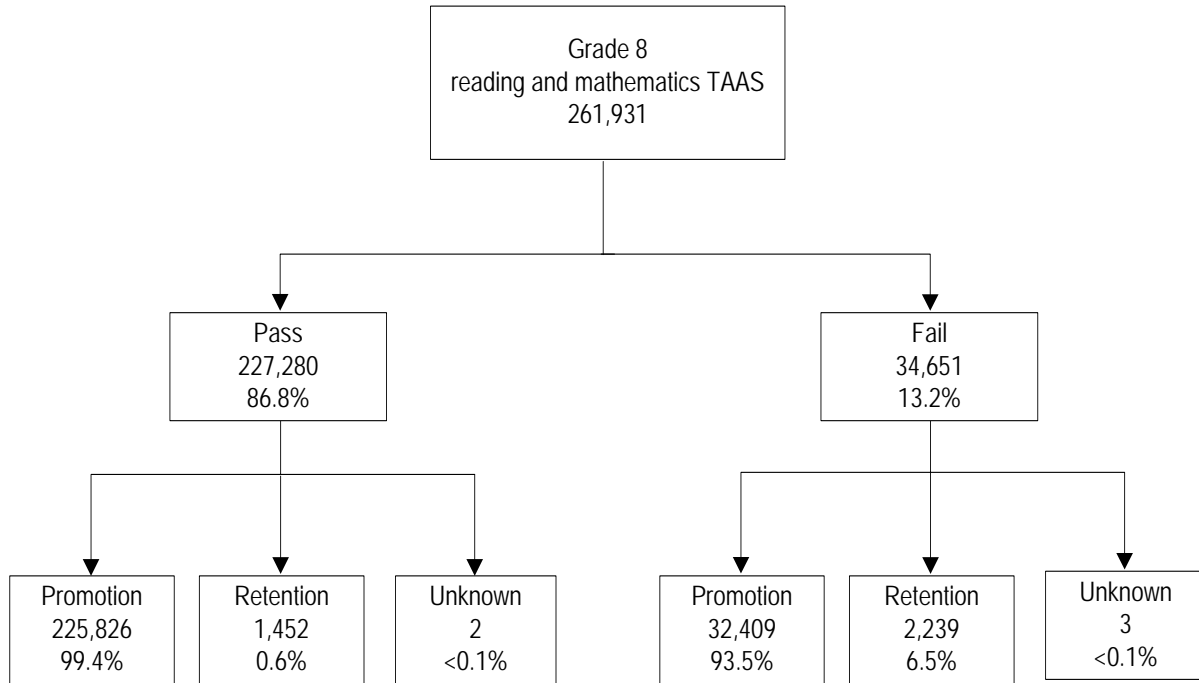 Grade 8
reading and mathematics TAAS
261,931
Pass
227,280
86.8%
Fail
34,651
13.2%
Promotion
225,826
99.4%
Retention
1,452
0.6%
Unknown
2
<0.1%
Promotion
32,409
93.5%
Retention
2,239
6.5%
Unknown
3
<0.1%